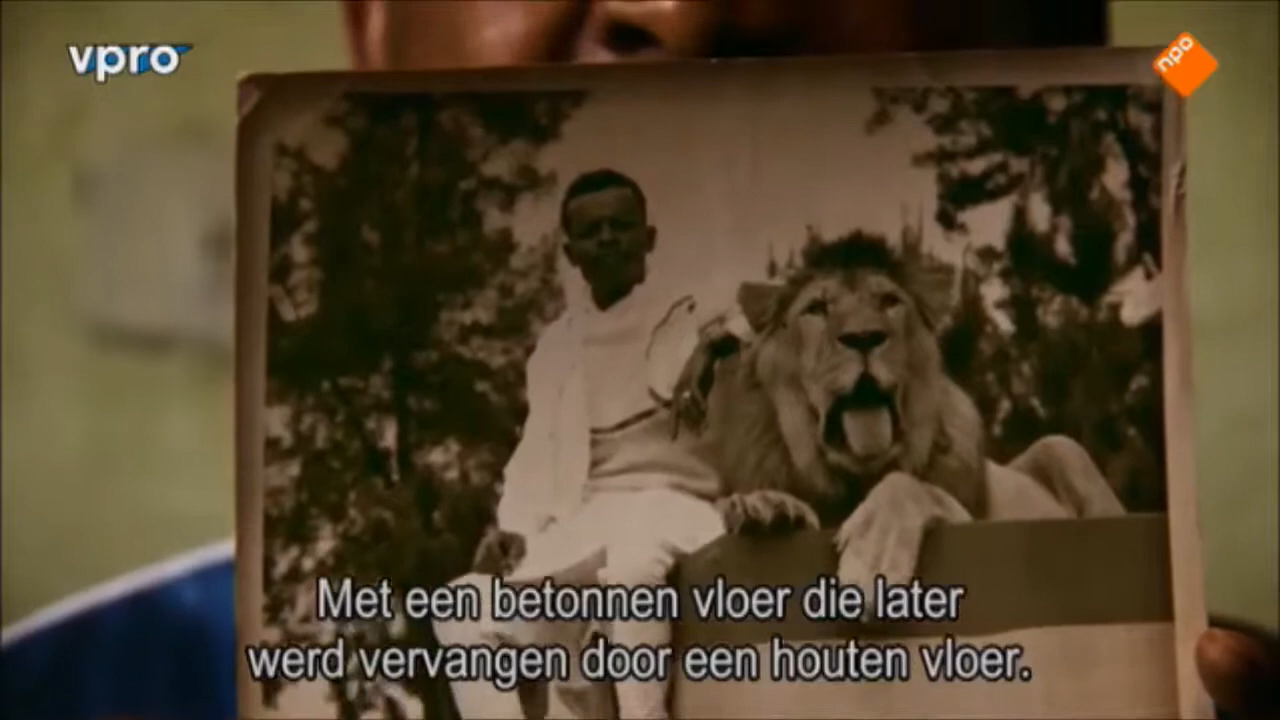 vpro
npo
Met een betonnen vloer die later
werd vervangen door een houten vloer.